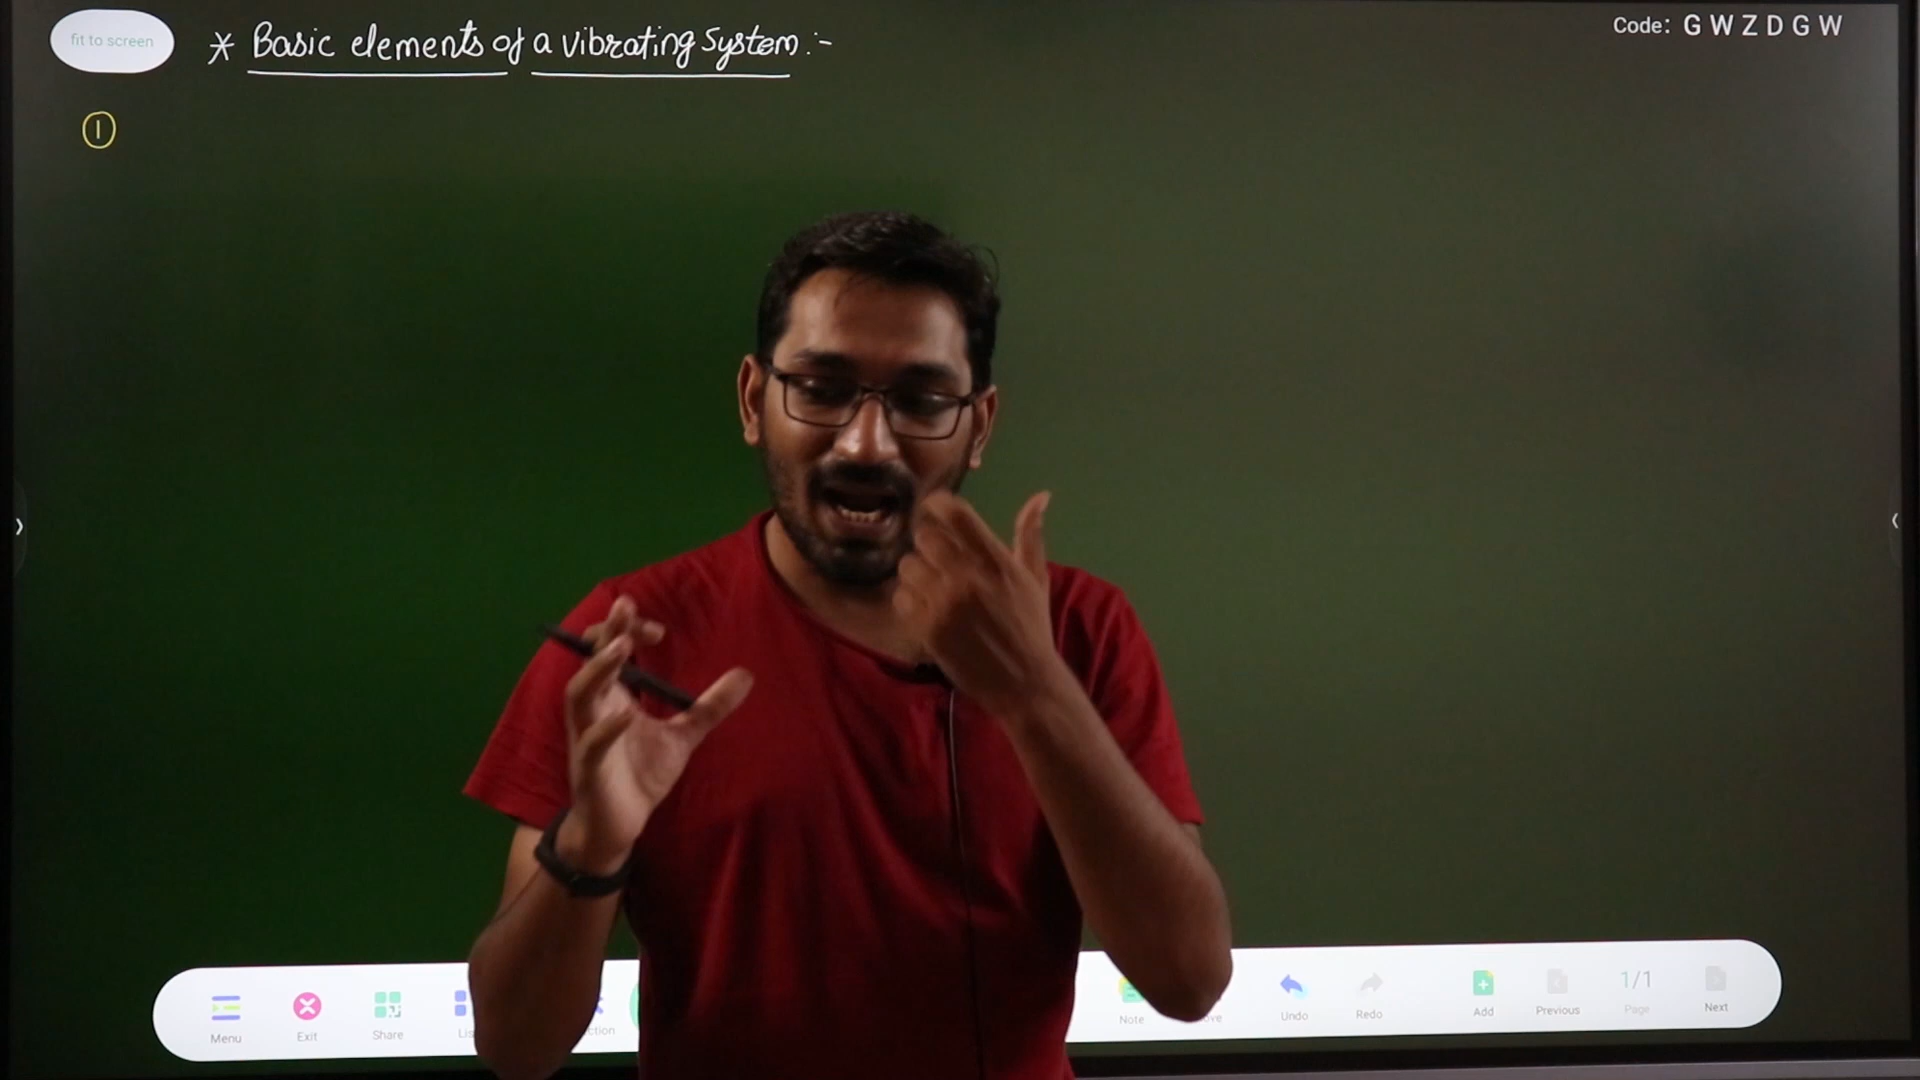 fit to screen
* Basic elements of a vibrating system :-
Code: G W Z D G W
①
Menu
Exit
Share
Note
Undo
Redo
Add
Previous
1/1
Page
Next